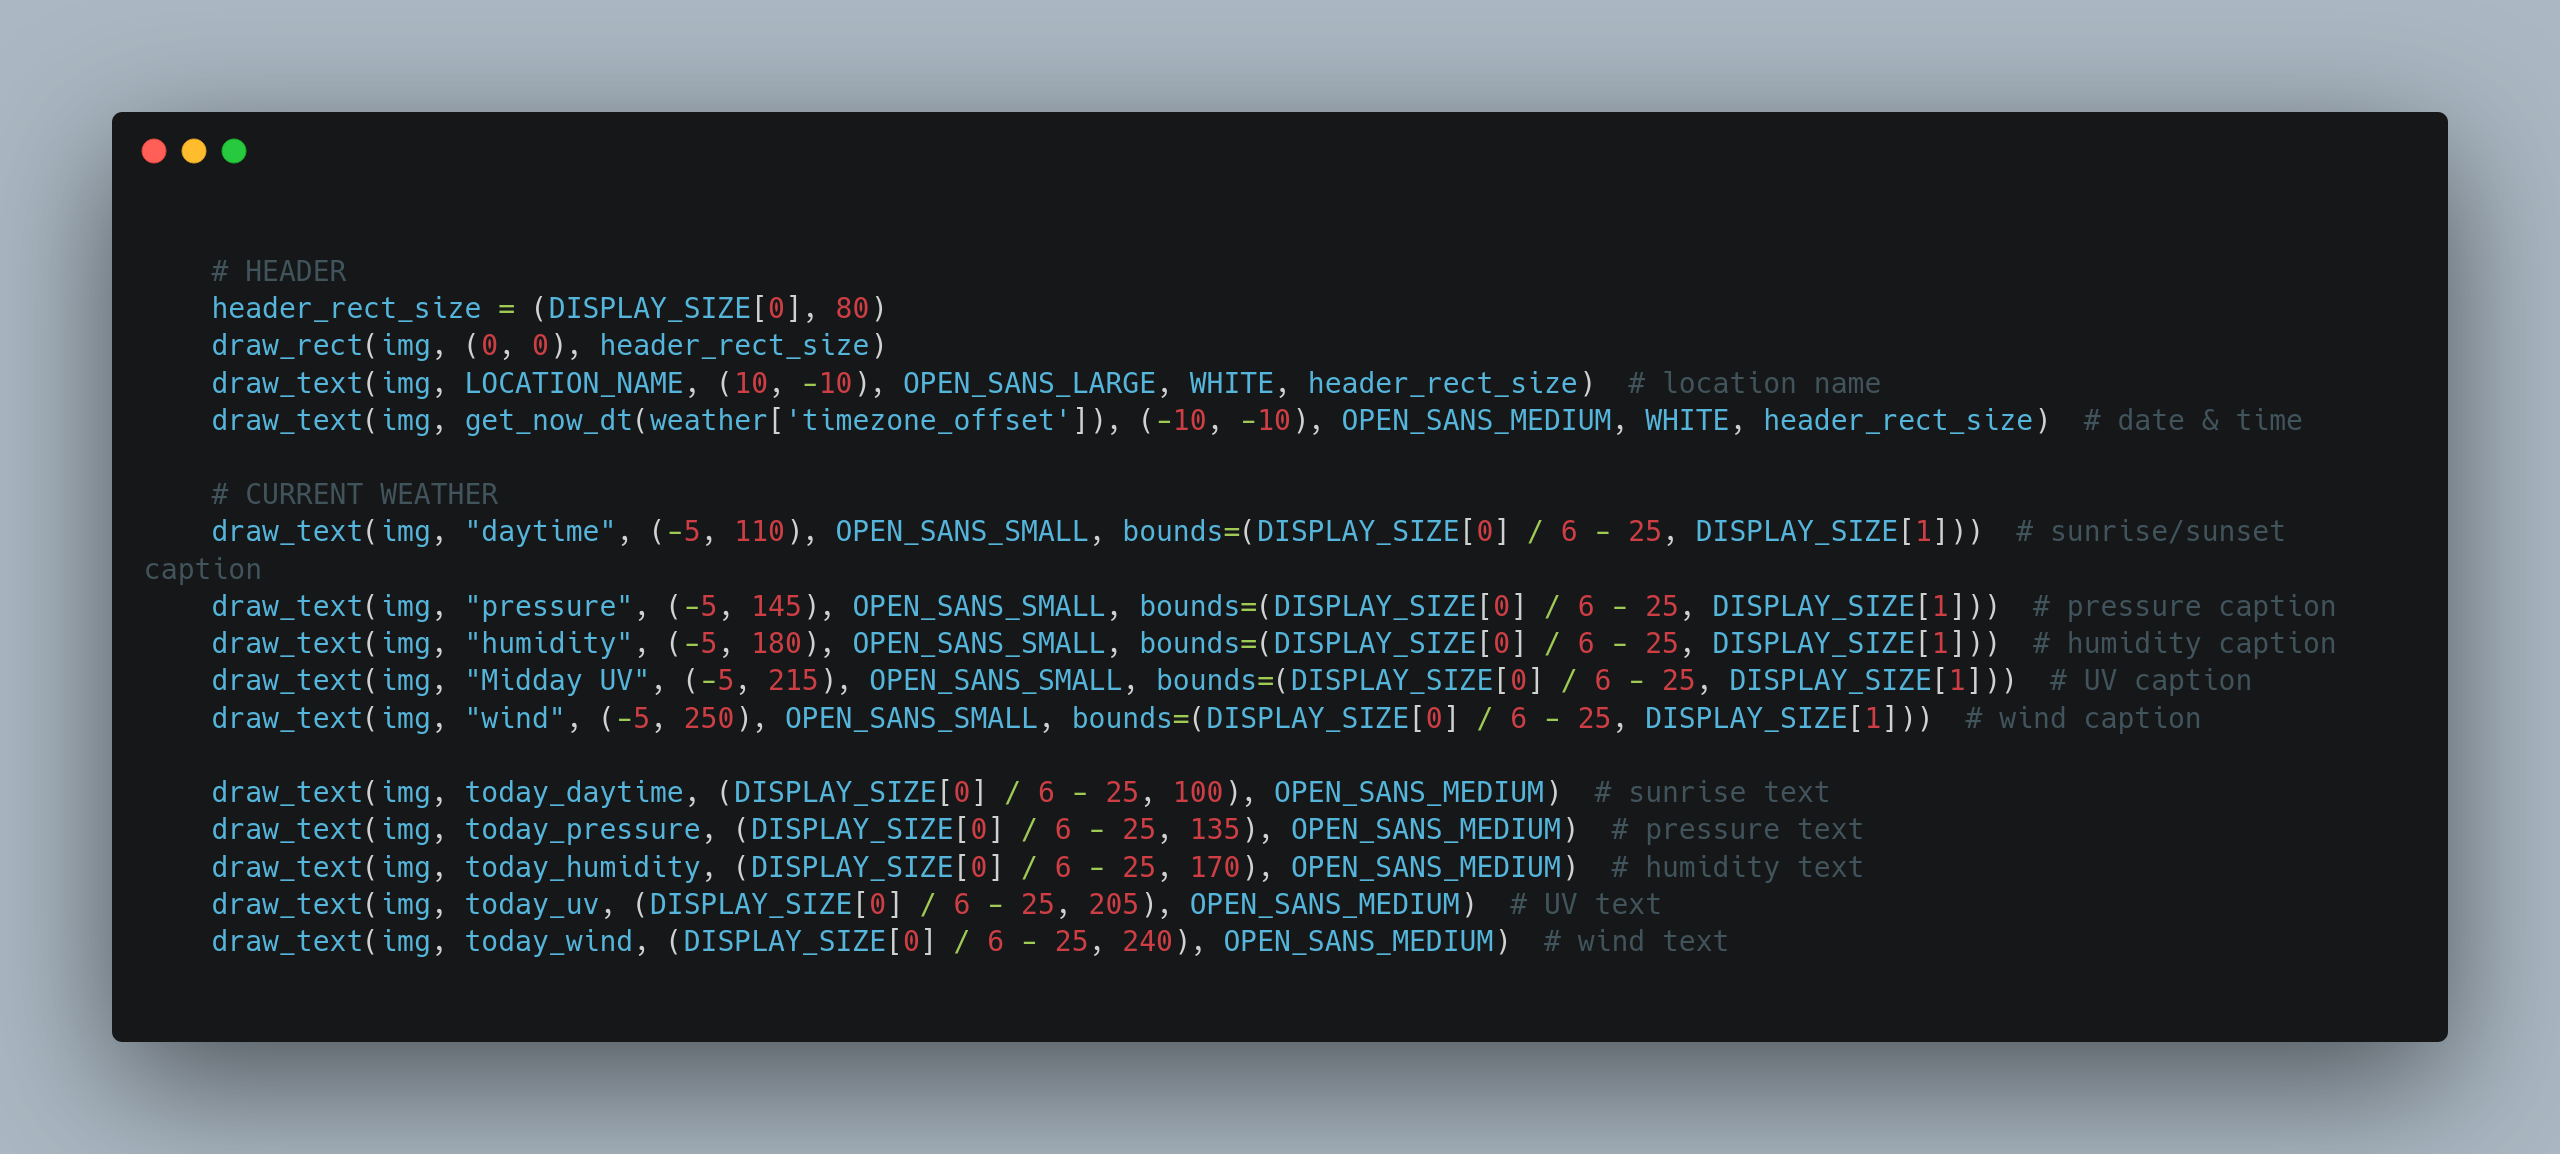 # HEADER
header_rect_size = (DISPLAY_SIZE[0], 80)
draw_rect(img, (0, 0), header_rect_size)
draw_text(img, LOCATION_NAME, (10, -10), OPEN_SANS_LARGE, WHITE, header_rect_size)  # location name
draw_text(img, get_now_dt(weather['timezone_offset']), (-10, -10), OPEN_SANS_MEDIUM, WHITE, header_rect_size)  # date & time
# CURRENT WEATHER
draw_text(img, "daytime", (-5, 110), OPEN_SANS_SMALL, bounds=(DISPLAY_SIZE[0] / 6 - 25, DISPLAY_SIZE[1]))  # sunrise/sunset
caption
draw_text(img, "pressure", (-5, 145), OPEN_SANS_SMALL, bounds=(DISPLAY_SIZE[0] / 6 - 25, DISPLAY_SIZE[1]))  # pressure caption
draw_text(img, "humidity", (-5, 180), OPEN_SANS_SMALL, bounds=(DISPLAY_SIZE[0] / 6 - 25, DISPLAY_SIZE[1]))  # humidity caption
draw_text(img, "Midday UV", (-5, 215), OPEN_SANS_SMALL, bounds=(DISPLAY_SIZE[0] / 6 - 25, DISPLAY_SIZE[1]))  # UV caption
draw_text(img, "wind", (-5, 250), OPEN_SANS_SMALL, bounds=(DISPLAY_SIZE[0] / 6 - 25, DISPLAY_SIZE[1]))  # wind caption
draw_text(img, today_daytime, (DISPLAY_SIZE[0] / 6 - 25, 100), OPEN_SANS_MEDIUM)  # sunrise text
draw_text(img, today_pressure, (DISPLAY_SIZE[0] / 6 - 25, 135), OPEN_SANS_MEDIUM)  # pressure text
draw_text(img, today_humidity, (DISPLAY_SIZE[0] / 6 - 25, 170), OPEN_SANS_MEDIUM)  # humidity text
draw_text(img, today_uv, (DISPLAY_SIZE[0] / 6 - 25, 205), OPEN_SANS_MEDIUM)  # UV text
draw_text(img, today_wind, (DISPLAY_SIZE[0] / 6 - 25, 240), OPEN_SANS_MEDIUM)  # wind text